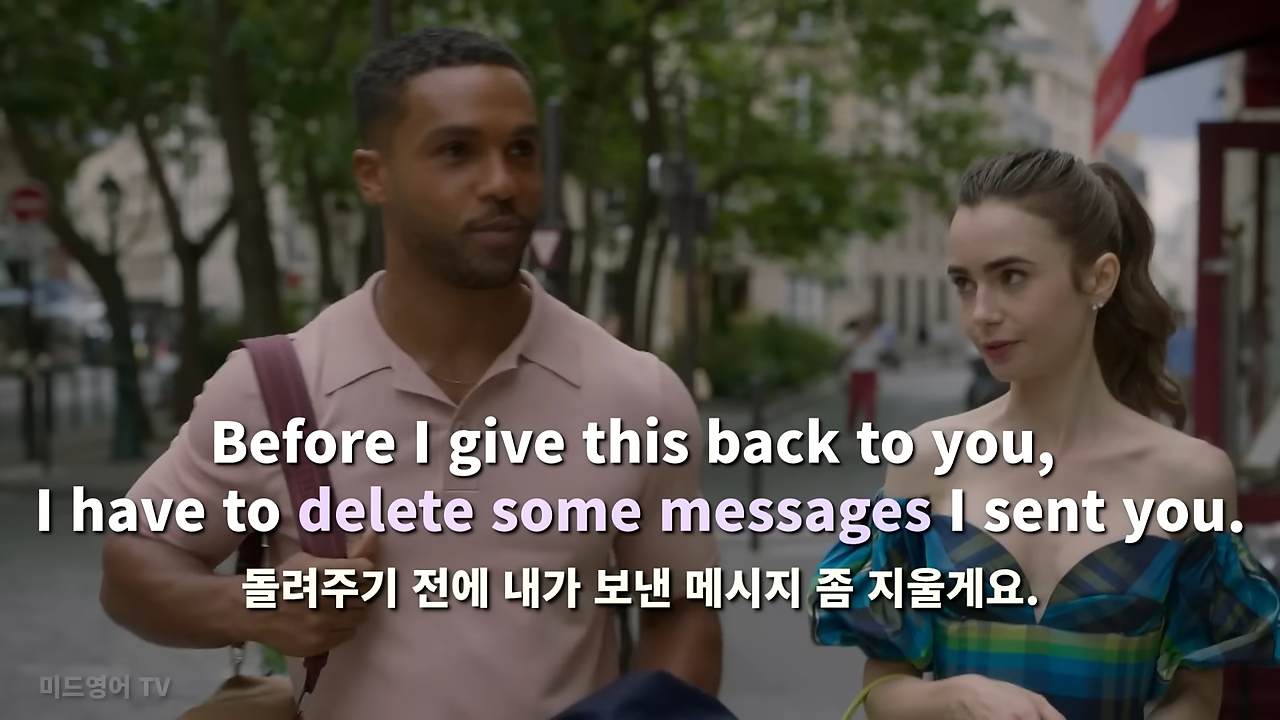 Before I give this back to you,
I have to delete some messages I sent you.
돌려주기 전에 내가 보낸 메시지 좀 지울게요.
미드영어 TV